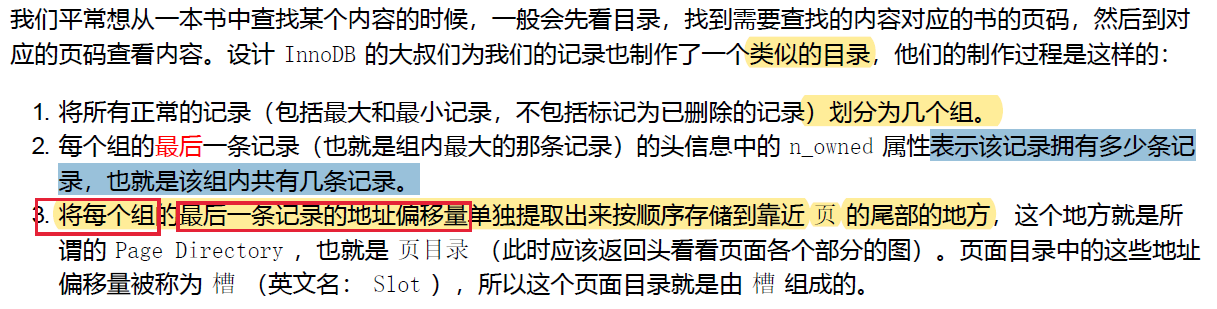 我们平常想从一本书中查找某个内容的时候，一般会先看目录，找到需要查找的内容对应的书的页码，然后到对
应的页码查看内容。设计 InnoDB 的大叔们为我们的记录也制作了一个类似的目录，他们的制作过程是这样的：
1. 将所有正常的记录（包括最大和最小记录，不包括标记为已删除的记录）划分为几个组。
2. 每个组的最后一条记录（也就是组内最大的那条记录）的头信息中的 n_owned 属性表示该记录拥有多少条记
录，也就是该组内共有几条记录。
3. 将每个组的最后一条记录的地址偏移量单独提取出来按顺序存储到靠近 页 的尾部的地方，这个地方就是所
谓的 Page Directory ，也就是 页目录 （此时应该返回头看看页面各个部分的图）。页面目录中的这些地址
偏移量被称为 槽 （英文名： Slot ），所以这个页面目录就是由 槽 组成的。